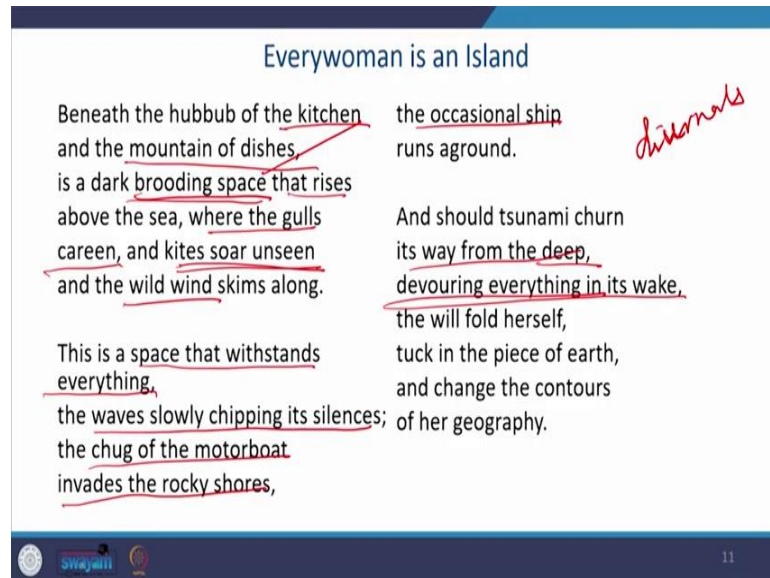 Everywoman is an Island
Beneath the hubbub of the kitchen
and the mountain of dishes,
is a dark brooding space that rises
above the sea, where the gulls
careen, and kites soar unseen
and the wild wind skims along.
This is a space that withstands
everything,
the waves slowly chipping its silences;
the chug of the motorboat
invades the rocky shores,
the occasional ship
runs aground.
And should tsunami churn
its way from the deep,
devouring everything in its wake,
the will fold herself,
tuck in the piece of earth,
and change the contours
of her geography.
swayam
11